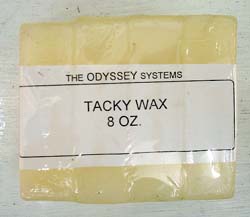 THE ODYSSEY SYSTEMS
TACKY WAX
8 OZ.